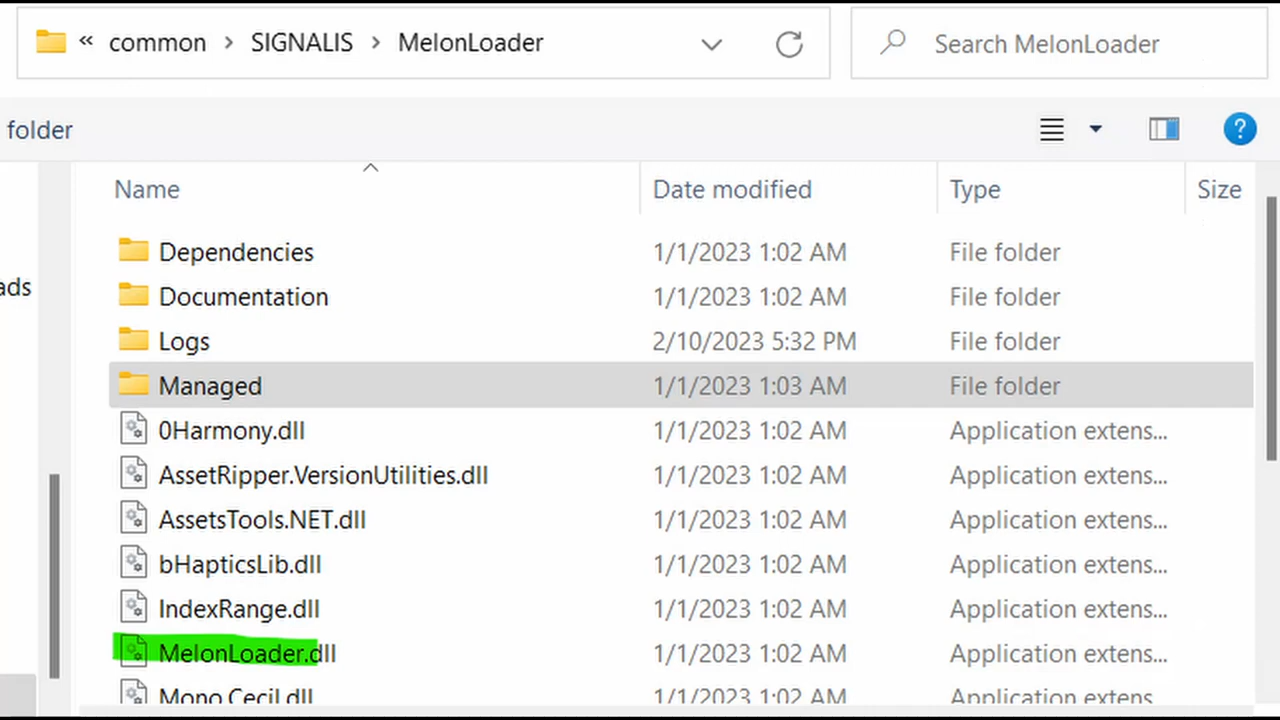 « common > SIGNALIS > MelonLoader Search MelonLoader
folder ?
Name Date modified Type Size
Dependencies 1/1/2023 1:02 AM File folder
ads Documentation 1/1/2023 1:02 AM File folder
Logs 2/10/2023 5:32 PM File folder
Managed 1/1/2023 1:03 AM File folder
0Harmony.dll 1/1/2023 1:02 AM Application extens...
AssetRipper.VersionUtilities.dll 1/1/2023 1:02 AM Application extens...
AssetsTools.NET.dll 1/1/2023 1:02 AM Application extens...
bHapticsLib.dll 1/1/2023 1:02 AM Application extens...
IndexRange.dll 1/1/2023 1:02 AM Application extens...
MelonLoader.dll 1/1/2023 1:02 AM Application extens...
Mono.Cecil.dll 1/1/2023 1:02 AM Application extens...